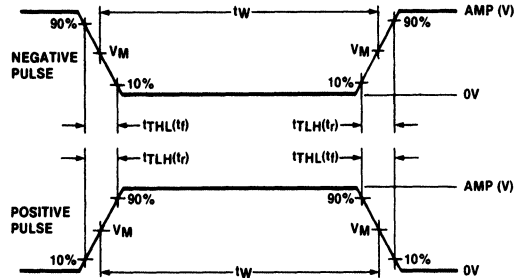 90%
tW
90%
AMP (V)
NEGATIVE
PULSE
VM
VM
10%
10%
0V
tTHL(tf)
tTLH(tr)
tTLH(tr)
tTHL(tf)
AMP (V)
90%
90%
POSITIVE
PULSE
VM
VM
10%
10%
tW
0V